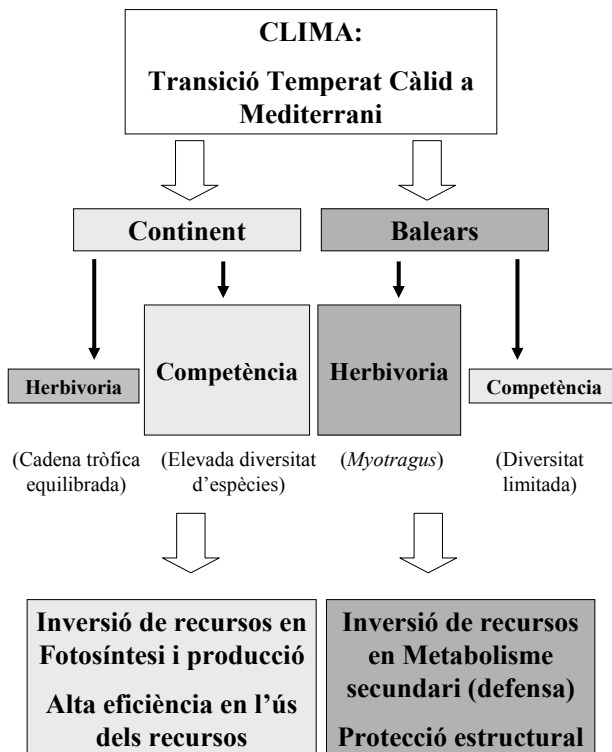 CLIMA:
Transició Temperat Càlid a
Mediterrani
Continent
Balears
Herbivoria
Competència
Herbivoria
Competència
(Cadena tròfica
equilibrada)
(Elevada diversitat
d’espècies)
(Myotragus)
(Diversitat
limitada)
Inversió de recursos en
Fotosíntesi i producció
Alta eficiència en l’ús
dels recursos
Inversió de recursos
en Metabolisme
secundari (defensa)
Protecció estructural